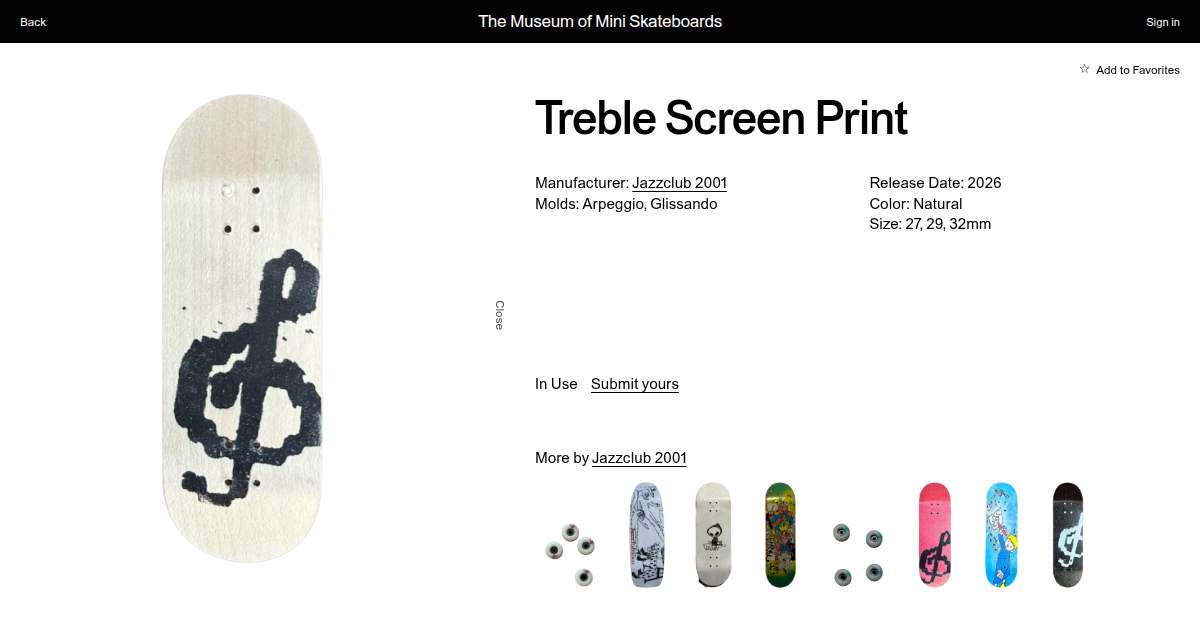 Back
The Museum of Mini Skateboards
Sign in
☆ Add to Favorites
Treble Screen Print
Manufacturer: Jazzclub 2001
Molds: Arpeggio, Glissando
Release Date: 2026
Color: Natural
Size: 27, 29, 32mm
Close
In Use Submit yours
More by Jazzclub 2001